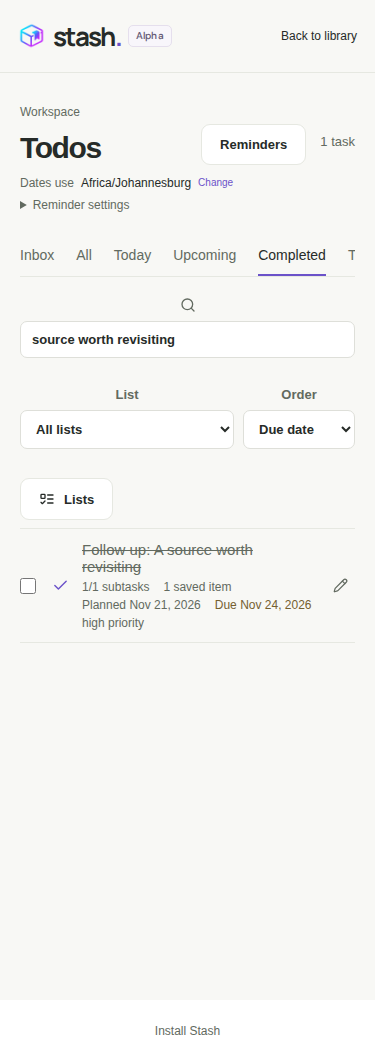 stash. Alpha Back to library
Workspace
Todos Reminders 1 task
Dates use Africa/Johannesburg Change
Reminder settings
Inbox All Today Upcoming Completed T
source worth revisiting
List Order
All lists Due date
Lists
Follow up: A source worth
revisiting
1/1 subtasks 1 saved item
Planned Nov 21, 2026 Due Nov 24, 2026
high priority
Install Stash